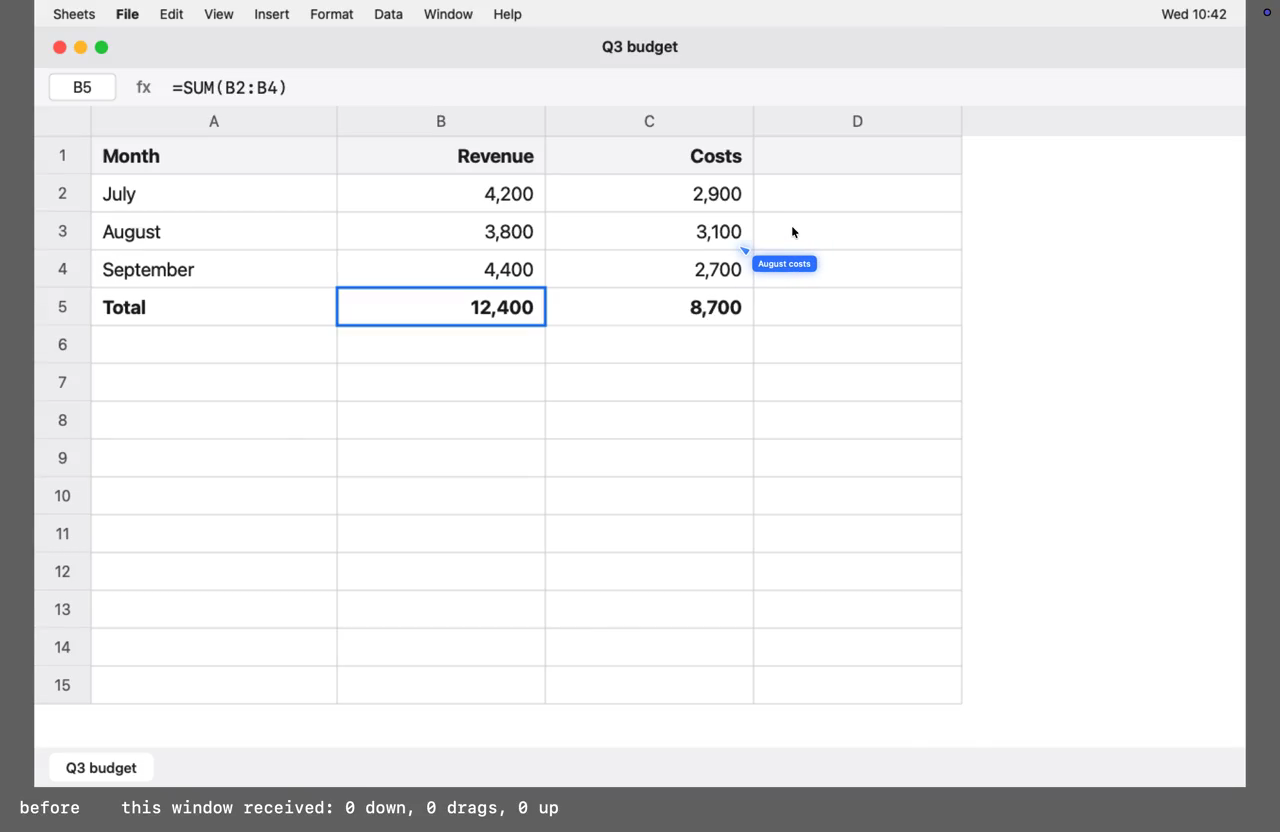 Sheets File Edit View Insert Format Data Window Help Wed 10:42
Q3 budget
B5 fx =SUM(B2:B4)
A B C D
1 Month Revenue Costs
2 July 4,200 2,900
3 August 3,800 3,100
4 September 4,400 2,700
August costs
5 Total 12,400 8,700
6
7
8
9
10
11
12
13
14
15
Q3 budget
before this window received: 0 down, 0 drags, 0 up